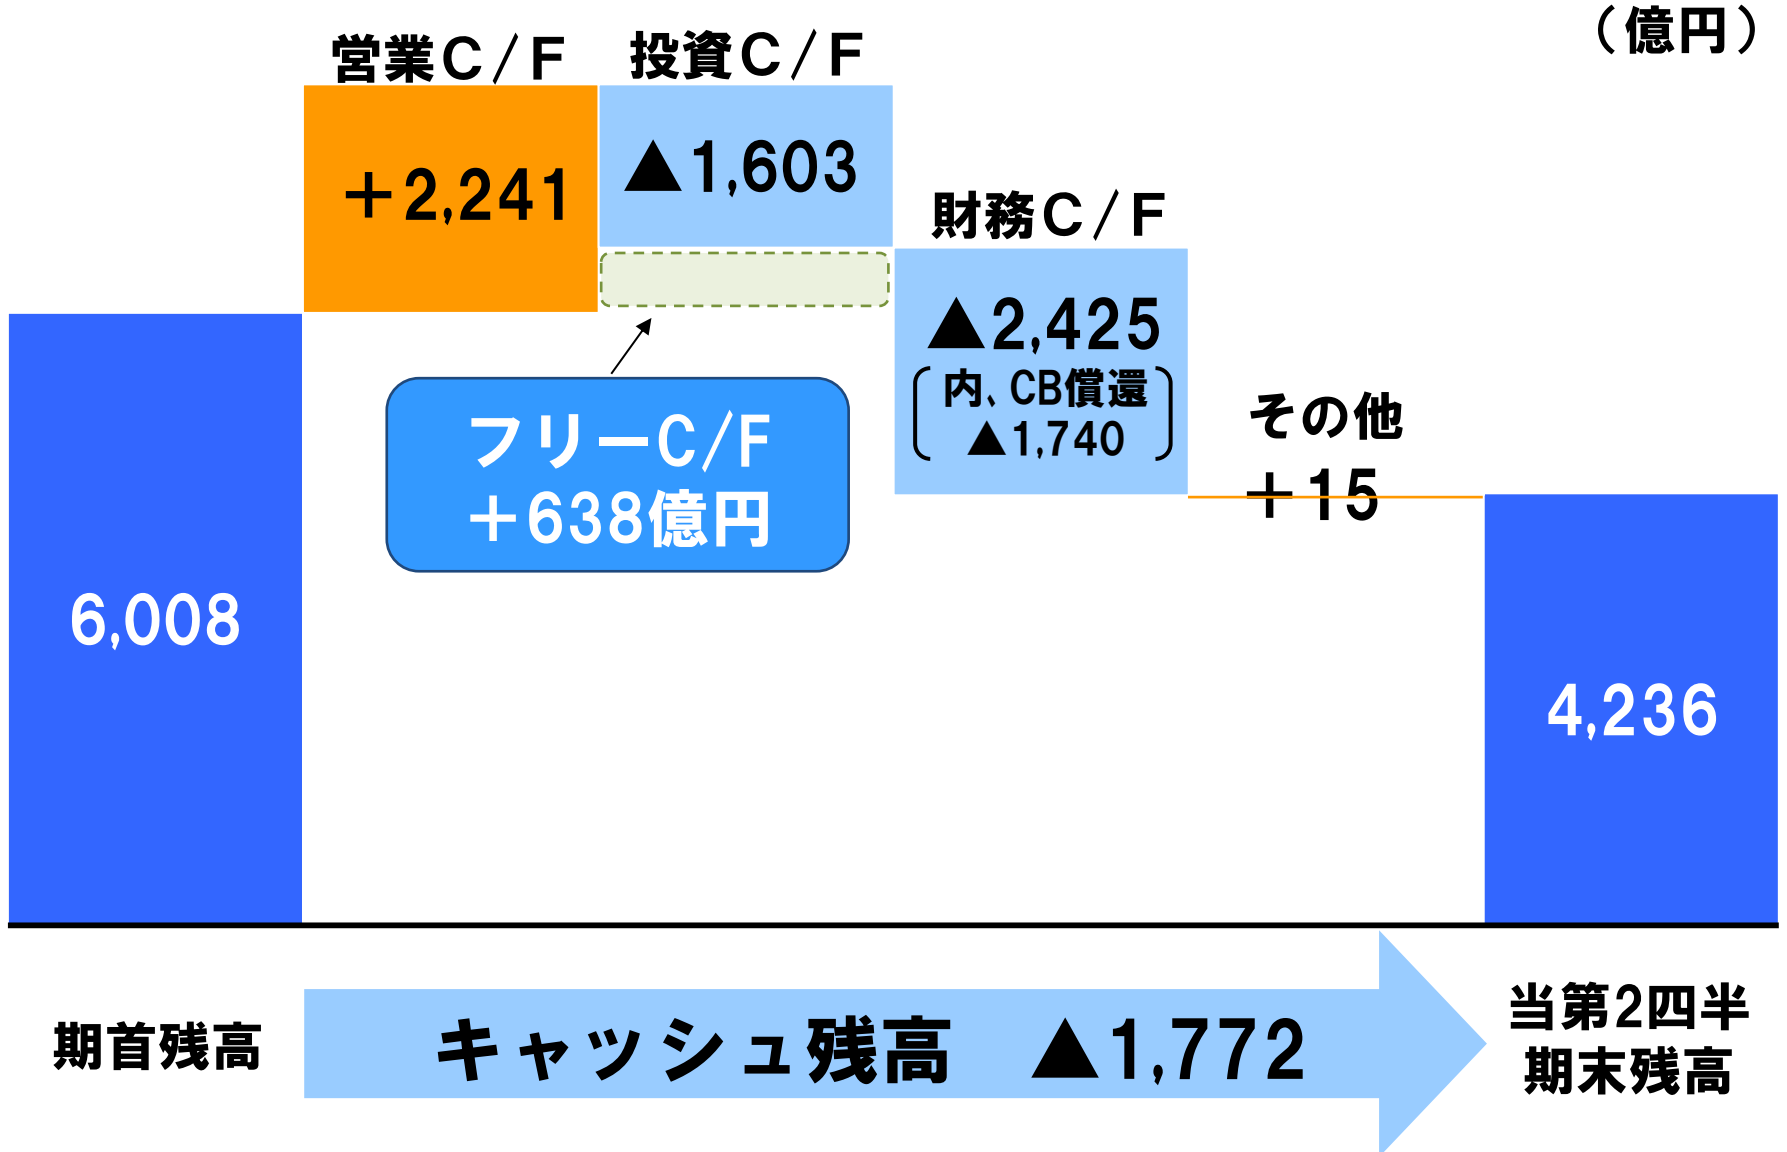 （億円）
営業Ｃ/Ｆ
投資Ｃ/Ｆ
＋2,241
▲1,603
財務Ｃ/Ｆ
▲2,425
内、CB償還
▲1,740
フリーC/F
＋638億円
その他
＋15
6,008
4,236
期首残高
キャッシュ残高　▲1,772
当第2四半
期末残高